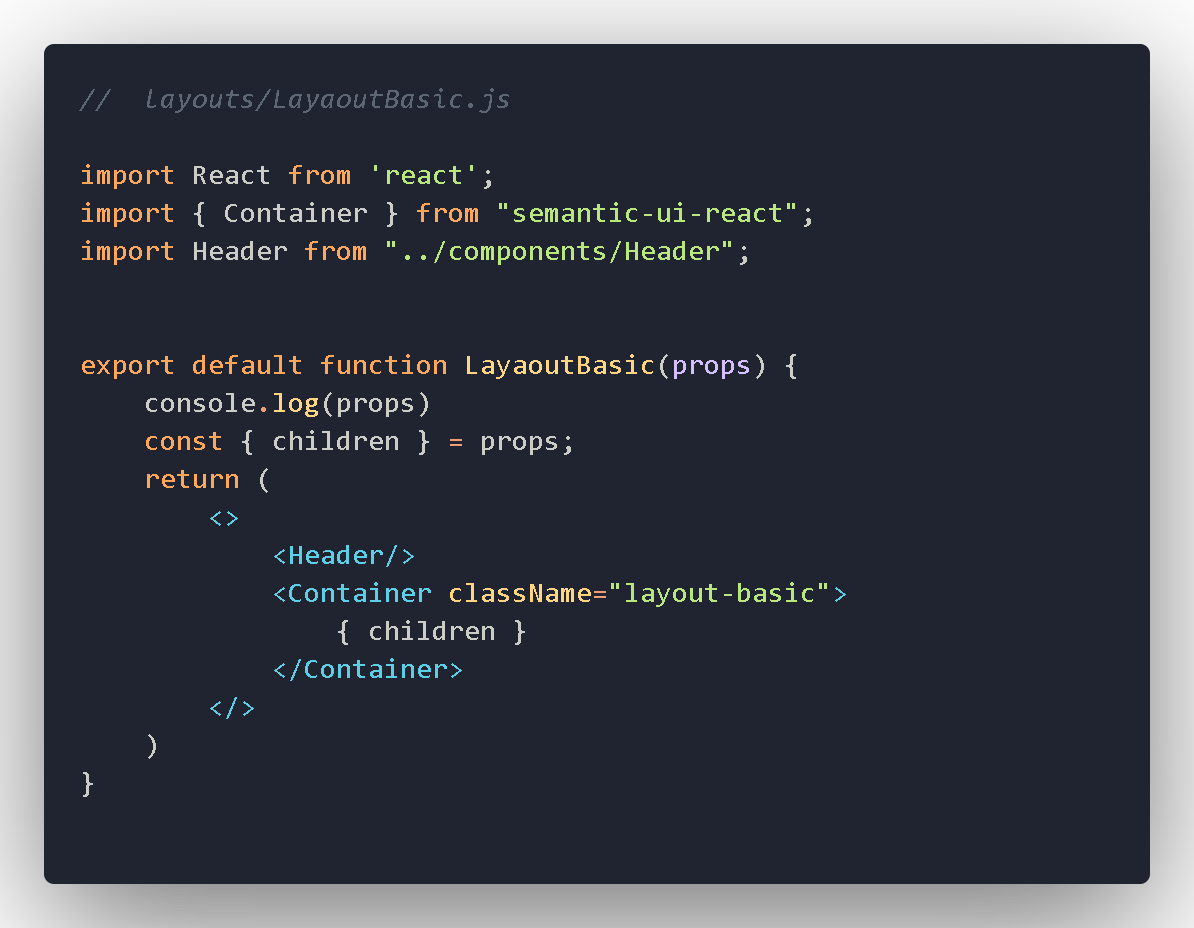 //  layouts/LayaoutBasic.js

import React from 'react';
import { Container } from "semantic-ui-react";
import Header from "../components/Header";


export default function LayaoutBasic(props) {
    console.log(props)
    const { children } = props;
    return (
        <>
            <Header/>
            <Container className="layout-basic">
                { children }
            </Container>
        </>
    )
}